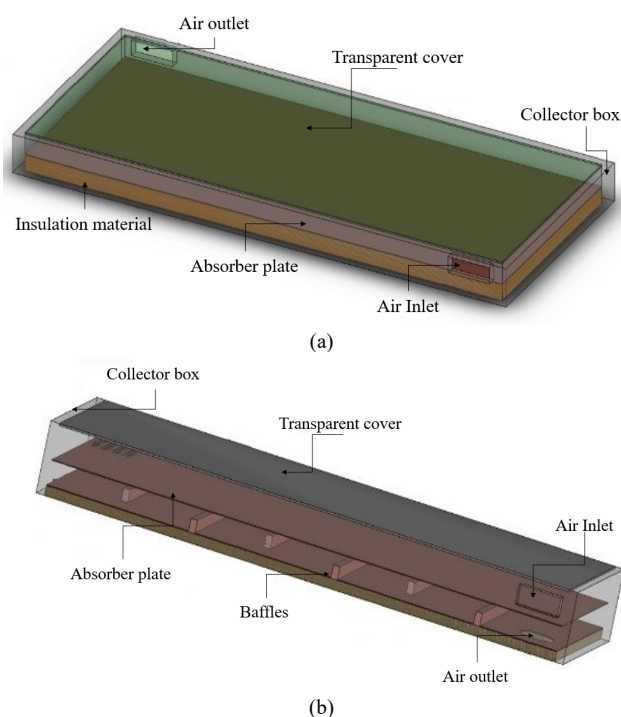 Air outlet
Transparent cover
Collector box
Insulation material
Absorber plate
Air Inlet
(a)
Collector box
Transparent cover
Air Inlet
Absorber plate
Baffles
Air outlet
(b)